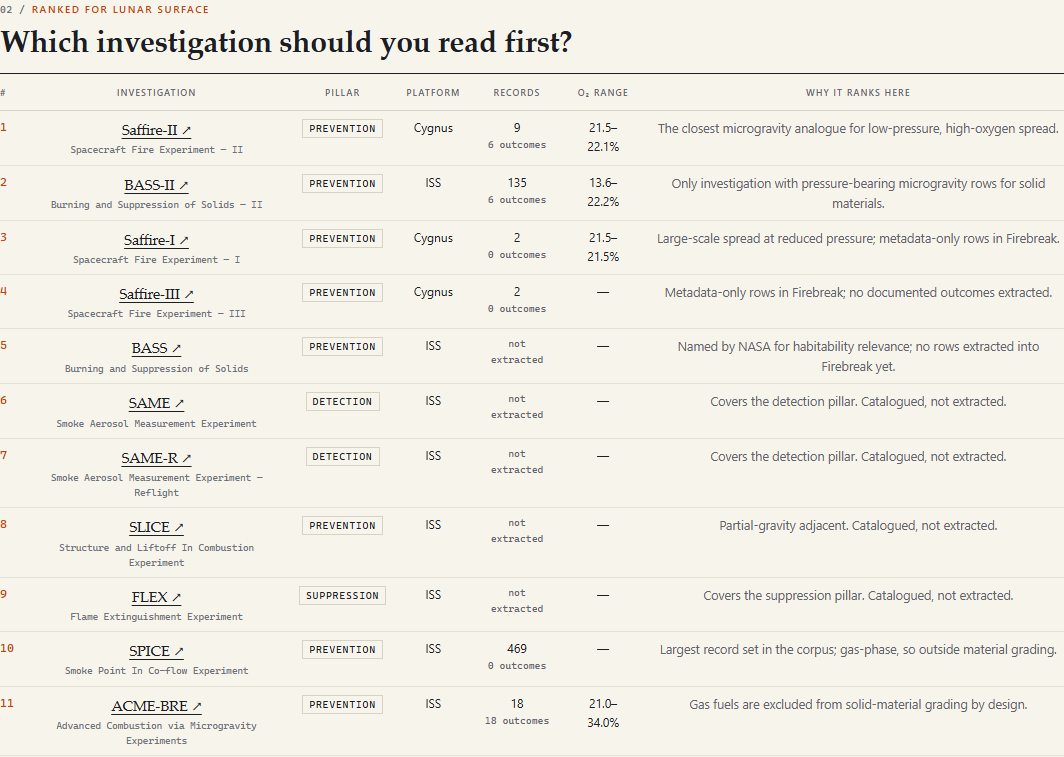 02 / RANKED FOR LUNAR SURFACE
Which investigation should you read first?
# INVESTIGATION PILLAR PLATFORM RECORDS O₂ RANGE WHY IT RANKS HERE
1 Saffire-II ↗ PREVENTION Cygnus 9 21.5– The closest microgravity analogue for low-pressure, high-oxygen spread.
Spacecraft Fire Experiment – II 6 outcomes 22.1%
2 BASS-II ↗ PREVENTION ISS 135 13.6– Only investigation with pressure-bearing microgravity rows for solid
Burning and Suppression of Solids – II 6 outcomes 22.2% materials.
3 Saffire-I ↗ PREVENTION Cygnus 2 21.5– Large-scale spread at reduced pressure; metadata-only rows in Firebreak.
Spacecraft Fire Experiment – I 0 outcomes 21.5%
4 Saffire-III ↗ PREVENTION Cygnus 2 — Metadata-only rows in Firebreak; no documented outcomes extracted.
Spacecraft Fire Experiment – III 0 outcomes
5 BASS ↗ PREVENTION ISS not — Named by NASA for habitability relevance; no rows extracted into
Burning and Suppression of Solids extracted Firebreak yet.
6 SAME ↗ DETECTION ISS not — Covers the detection pillar. Catalogued, not extracted.
Smoke Aerosol Measurement Experiment extracted
7 SAME-R ↗ DETECTION ISS not — Covers the detection pillar. Catalogued, not extracted.
Smoke Aerosol Measurement Experiment – extracted
Reflight
8 SLICE ↗ PREVENTION ISS not — Partial-gravity adjacent. Catalogued, not extracted.
Structure and Liftoff In Combustion extracted
Experiment
9 FLEX ↗ SUPPRESSION ISS not — Covers the suppression pillar. Catalogued, not extracted.
Flame Extinguishment Experiment extracted
10 SPICE ↗ PREVENTION ISS 469 — Largest record set in the corpus; gas-phase, so outside material grading.
Smoke Point In Co-flow Experiment 0 outcomes
11 ACME-BRE ↗ PREVENTION ISS 18 21.0– Gas fuels are excluded from solid-material grading by design.
Advanced Combustion via Microgravity 18 outcomes 34.0%
Experiments